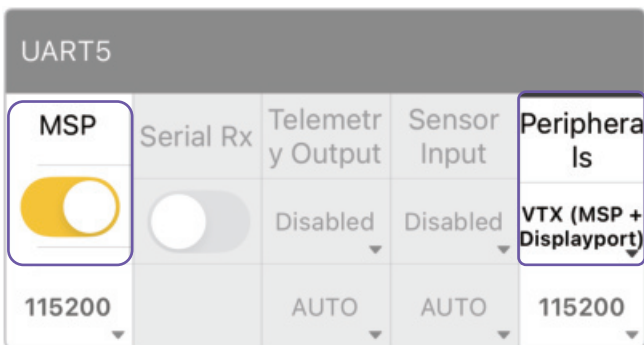 UART5
MSP
Serial Rx
Telemetr
y Output
Sensor
Input
Periphera
ls
Disabled
Disabled
VTX (MSP +
Displayport)
115200
AUTO
AUTO
115200